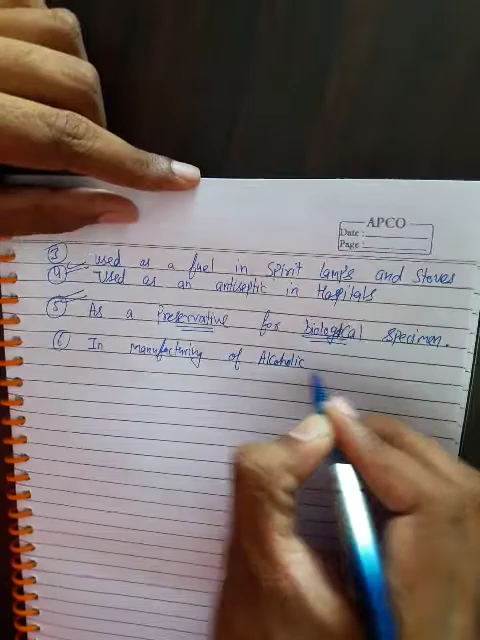 APCO
Date :
Page :
③ used as a fuel in Spirit lamps and Stoves
④ Used as an antiseptic in Hospitals
⑤ As a Preservative for biological Specimen.
⑥ In manufacturing of Alcoholic